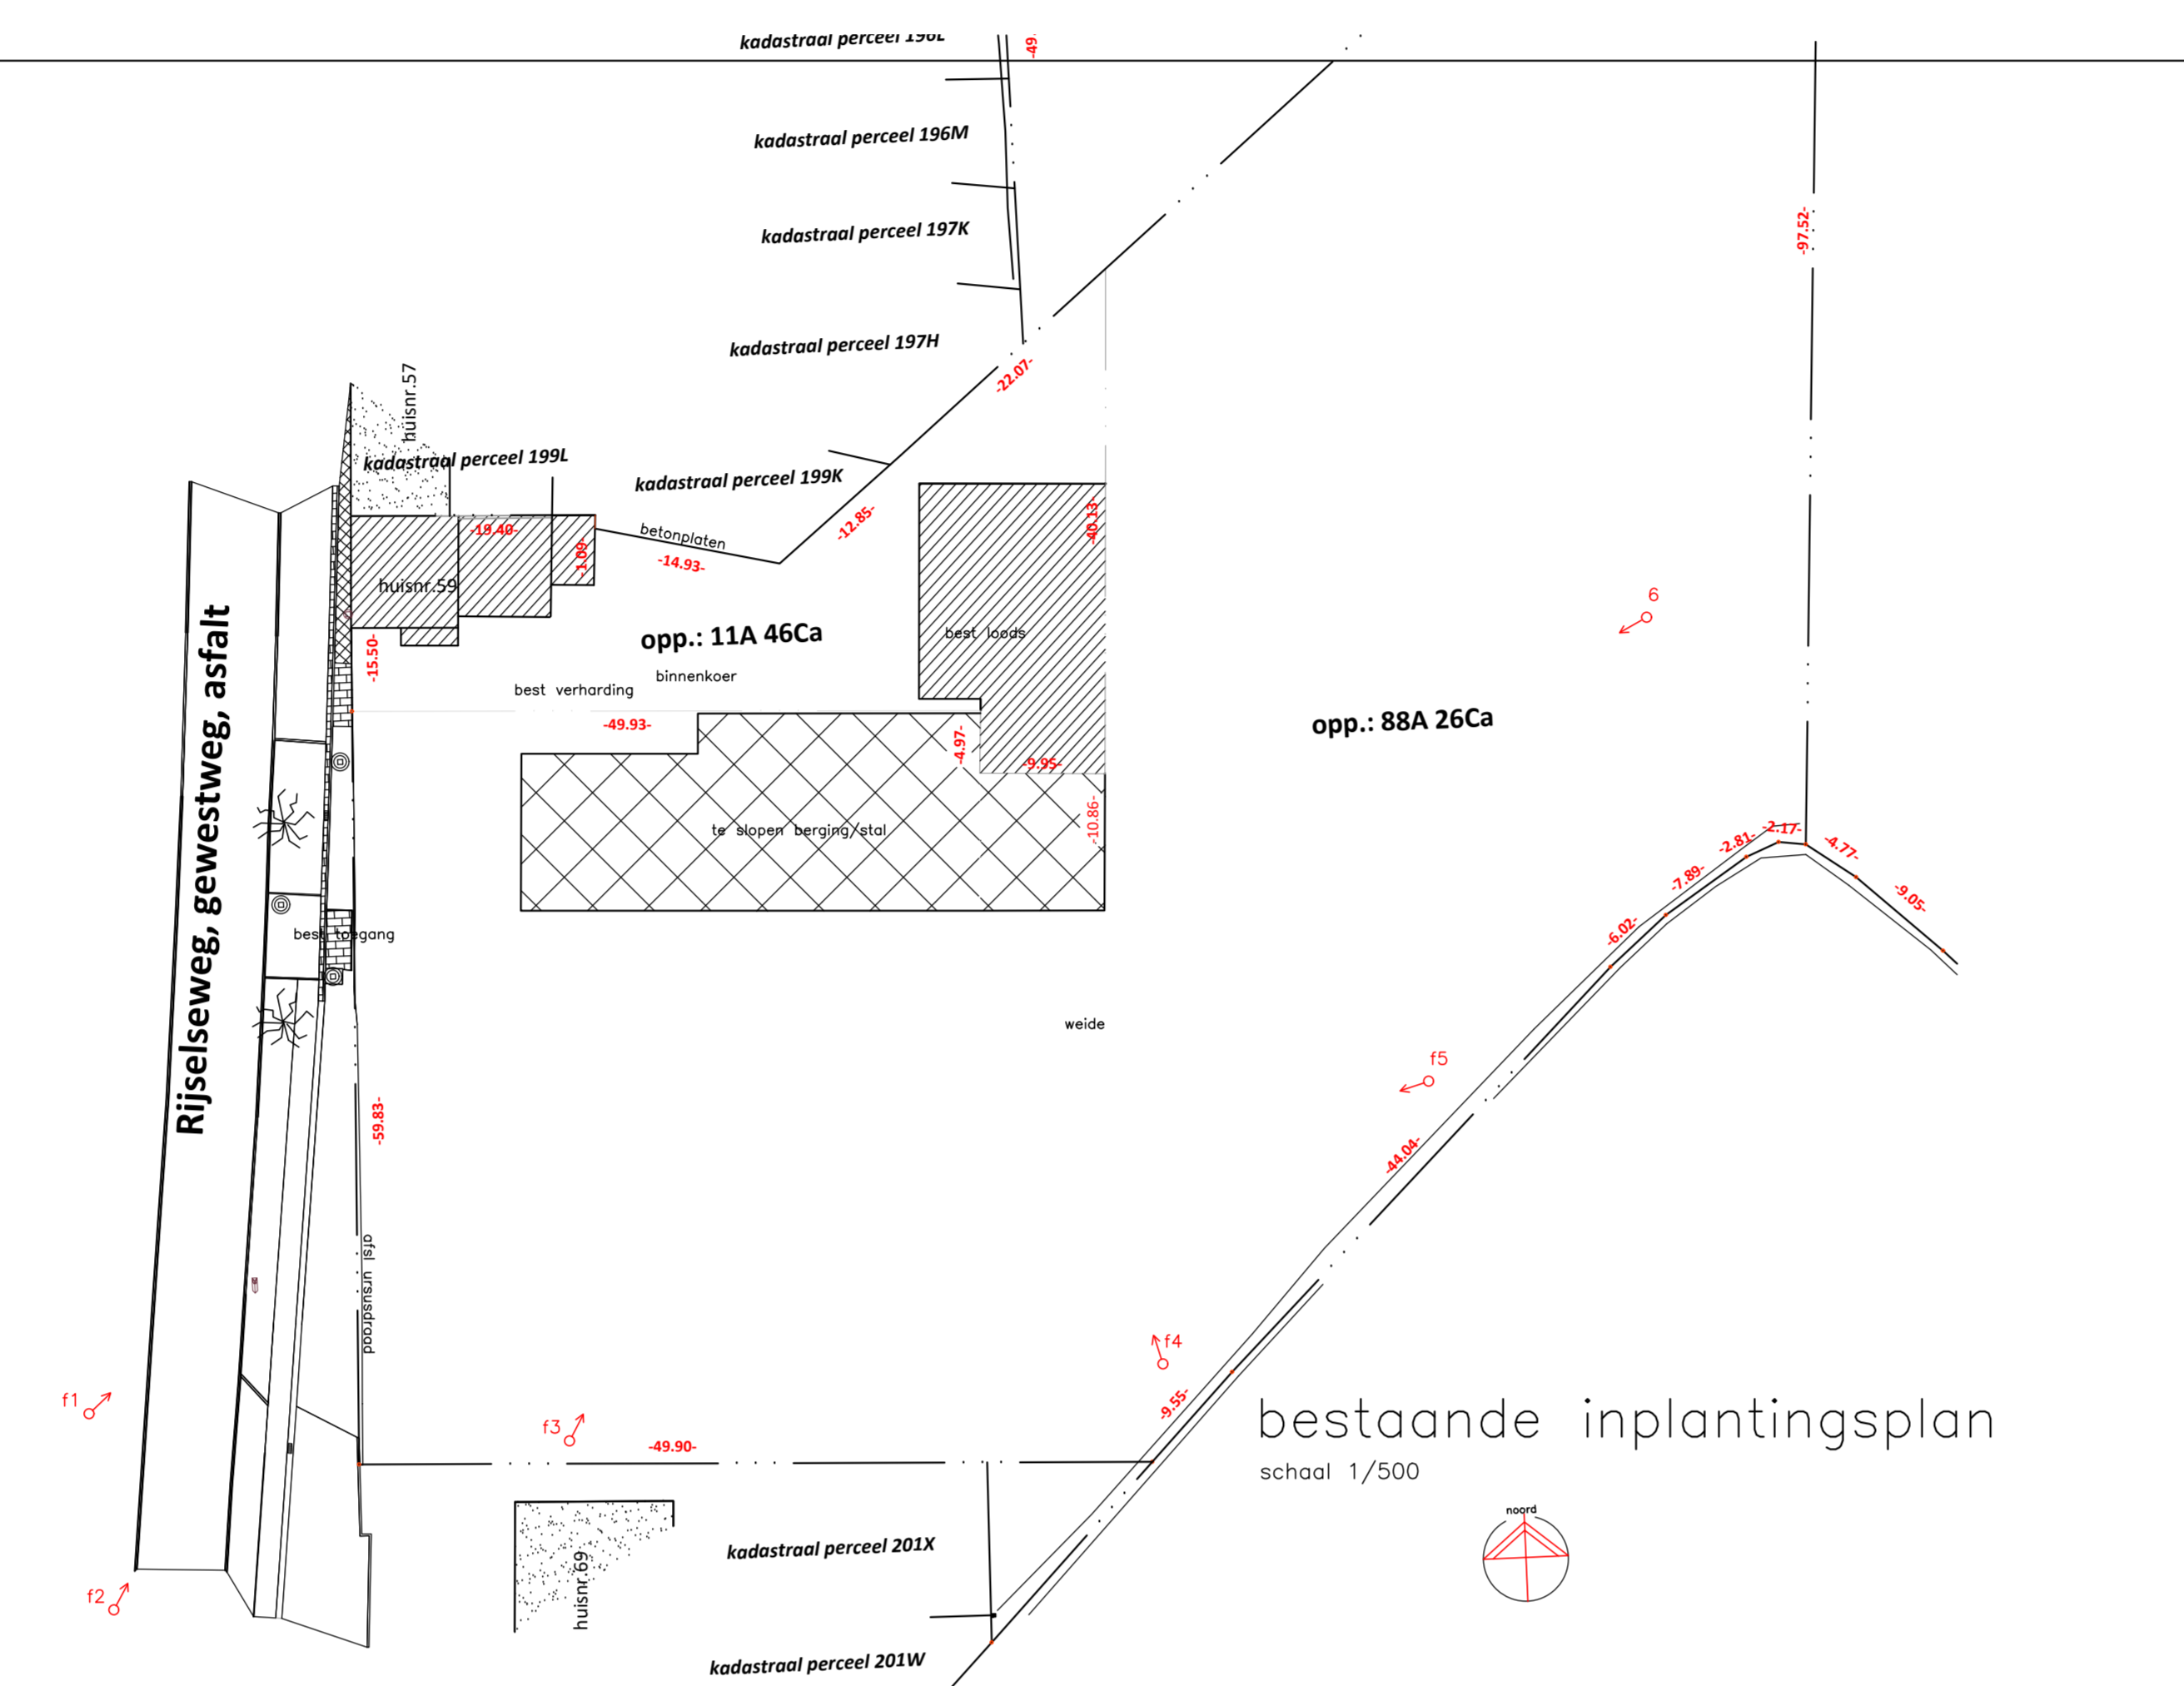 kadastraal perceel 196L
-49.
kadastraal perceel 196M
kadastraal perceel 197K
-97.52-
kadastraal perceel 197H
-22.07-
huisnr.57
kadastraal perceel 199L
kadastraal perceel 199K
-19.40-
betonplaten
-14.93-
-12.85-
-40.13-
-1.09-
huisnr.59
6
opp.: 11A 46Ca
best loods
-15.50-
binnenkoer
best verharding
-49.93-
opp.: 88A 26Ca
-4.97-
-9.95-
-10.86-
te slopen berging/stal
Rijselseweg, gewestweg, asfalt
-2.17-
-2.81-
-4.77-
-7.89-
-9.05-
-6.02-
best toegang
weide
f5
-59.83-
-44.04-
afsl ursusdraad
f4
-9.55-
f1
f3
-49.90-
bestaande inplantingsplan
schaal 1/500
noord
kadastraal perceel 201X
huisnr.69
f2
kadastraal perceel 201W